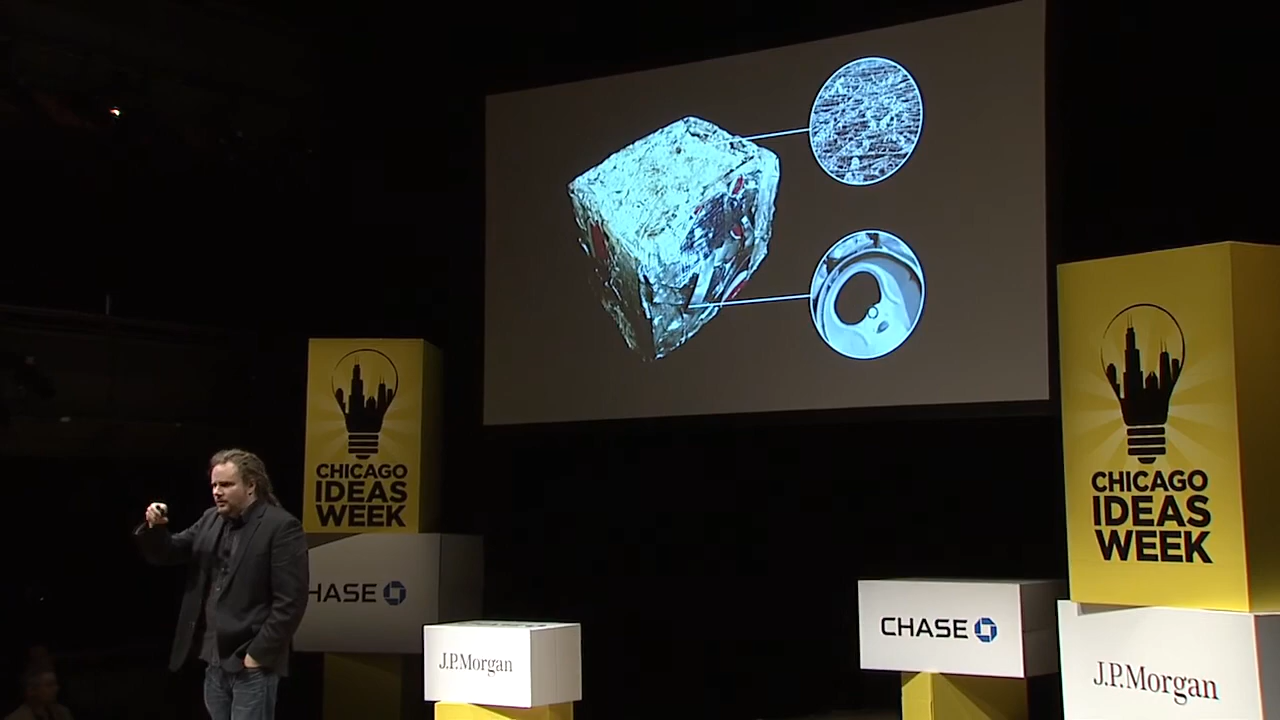 CHICAGO
IDEAS
WEEK
CHASE
J.P.Morgan
CHASE
CHICAGO
IDEAS
WEEK
J.P.Morgan